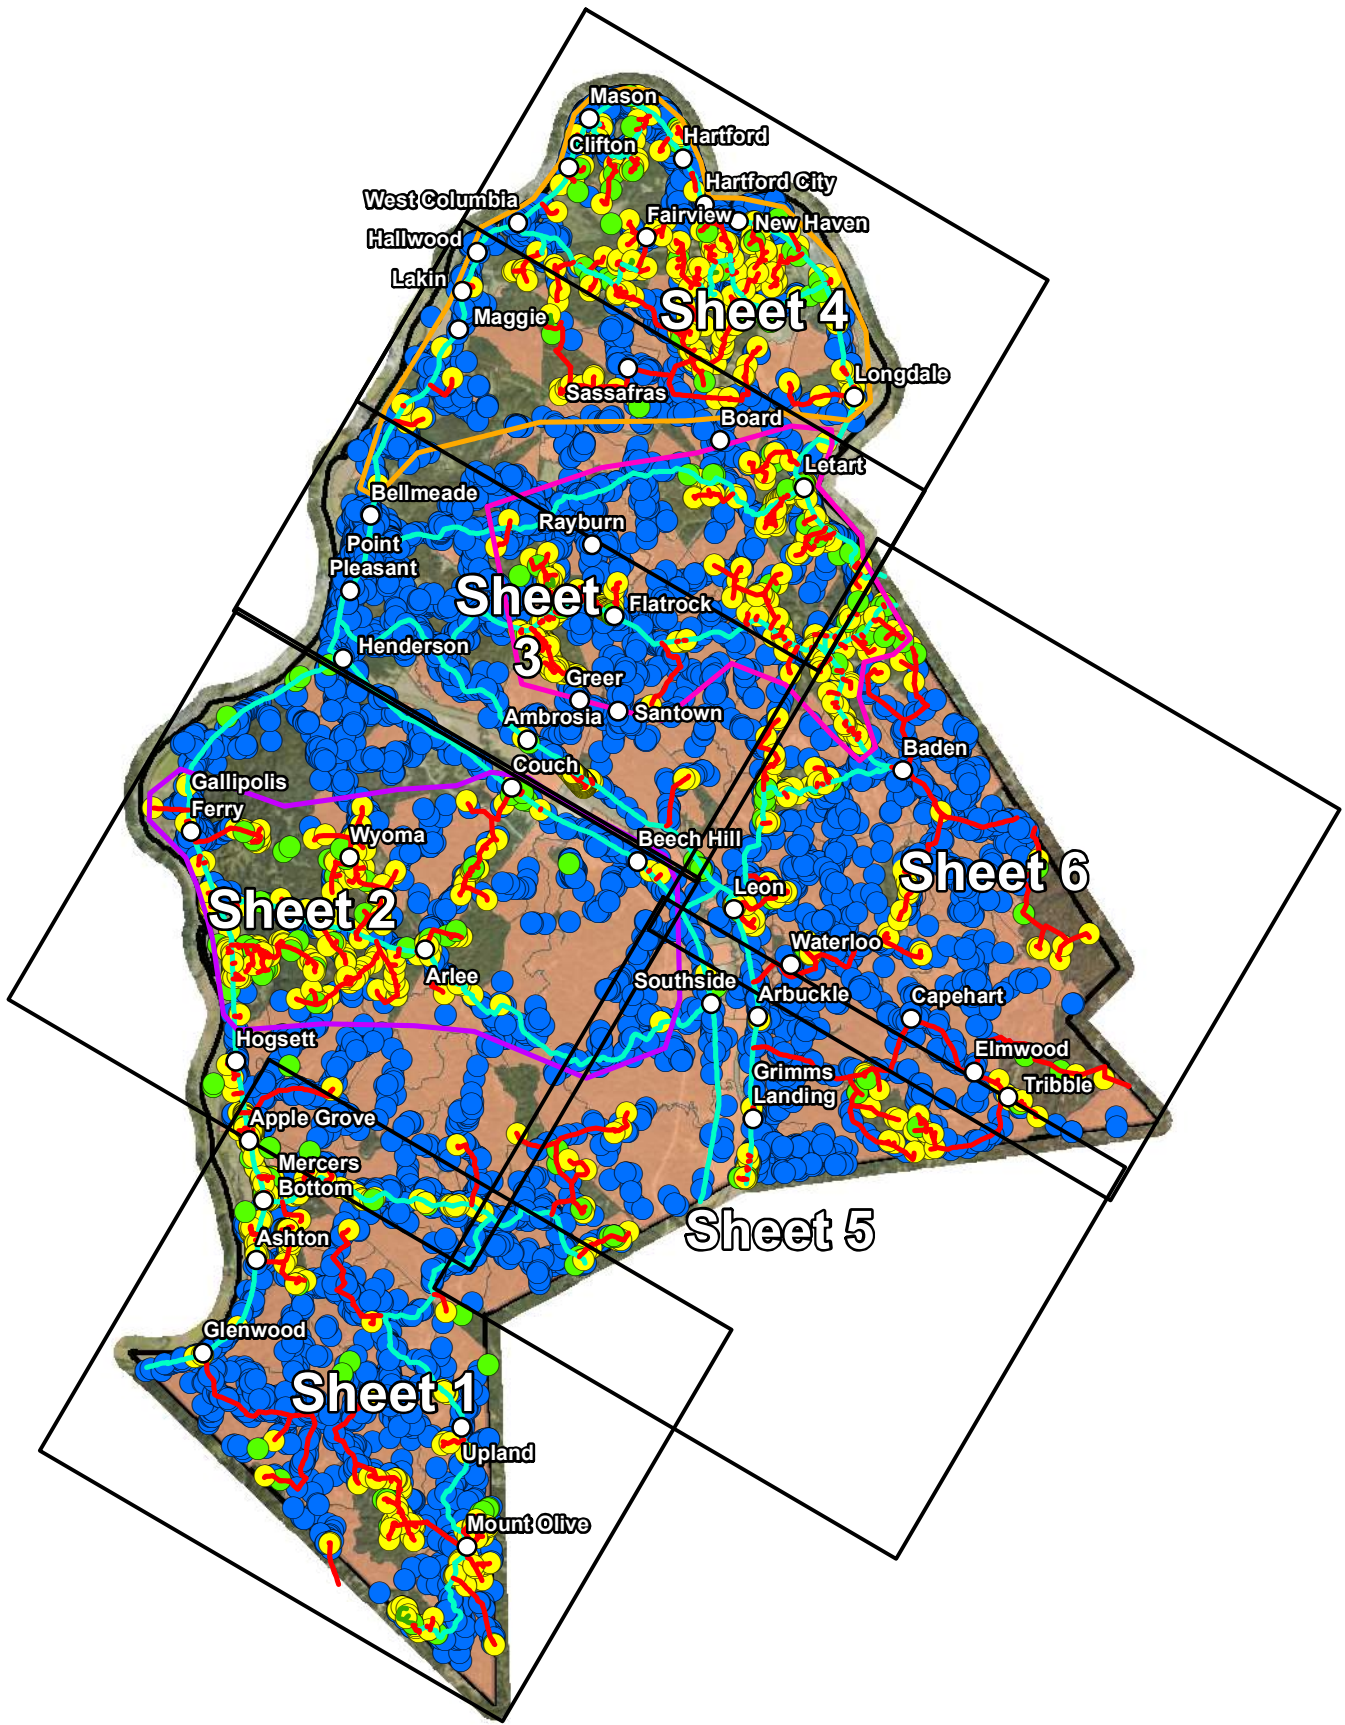 Mason
Hartford
Clifton
Hartford City
West Columbia
Fairview
New Haven
Hallwood
Lakin
Sheet 4
Maggie
Longdale
Sassafras
Board
Letart
Bellmeade
Rayburn
Point
Pleasant
Sheet
3
Flatrock
Henderson
Greer
Santown
Ambrosia
Baden
Couch
Gallipolis
Ferry
Wyoma
Beech Hill
Sheet 6
Leon
Sheet 2
Waterloo
Arlee
Southside
Arbuckle
Capehart
Hogsett
Elmwood
Grimms
Landing
Tribble
Apple Grove
Mercers
Bottom
Sheet 5
Ashton
Glenwood
Sheet 1
Upland
Mount Olive